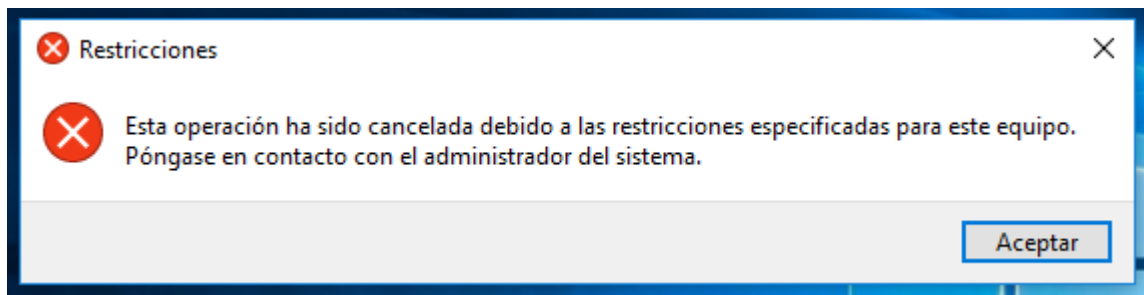 Restricciones
Esta operación ha sido cancelada debido a las restricciones especificadas para este equipo.
Póngase en contacto con el administrador del sistema.
Aceptar